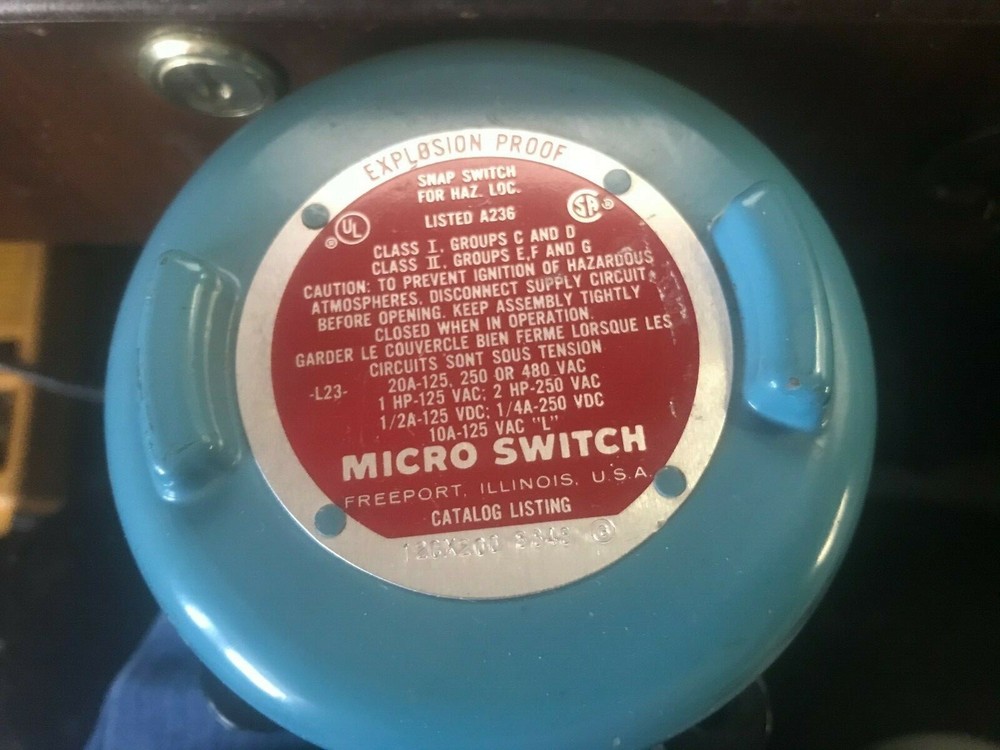 EXPLOSION PROOF
SNAP SWITCH
FOR HAZ. LOC.
UL ®
SA ®
LISTED A236
CLASS I. GROUPS C AND D
CLASS II. GROUPS E,F AND G
CAUTION: TO PREVENT IGNITION OF HAZARDOUS
ATMOSPHERES, DISCONNECT SUPPLY CIRCUIT
BEFORE OPENING. KEEP ASSEMBLY TIGHTLY
CLOSED WHEN IN OPERATION.
GARDER LE COUVERCLE BIEN FERME LORSQUE LES
CIRCUITS SONT SOUS TENSION
-L23-
20A-125, 250 OR 480 VAC
1 HP-125 VAC; 2 HP-250 VAC
1/2A-125 VDC; 1/4A-250 VDC
10A-125 VAC "L"
MICRO SWITCH
FREEPORT, ILLINOIS, U.S.A.
CATALOG LISTING